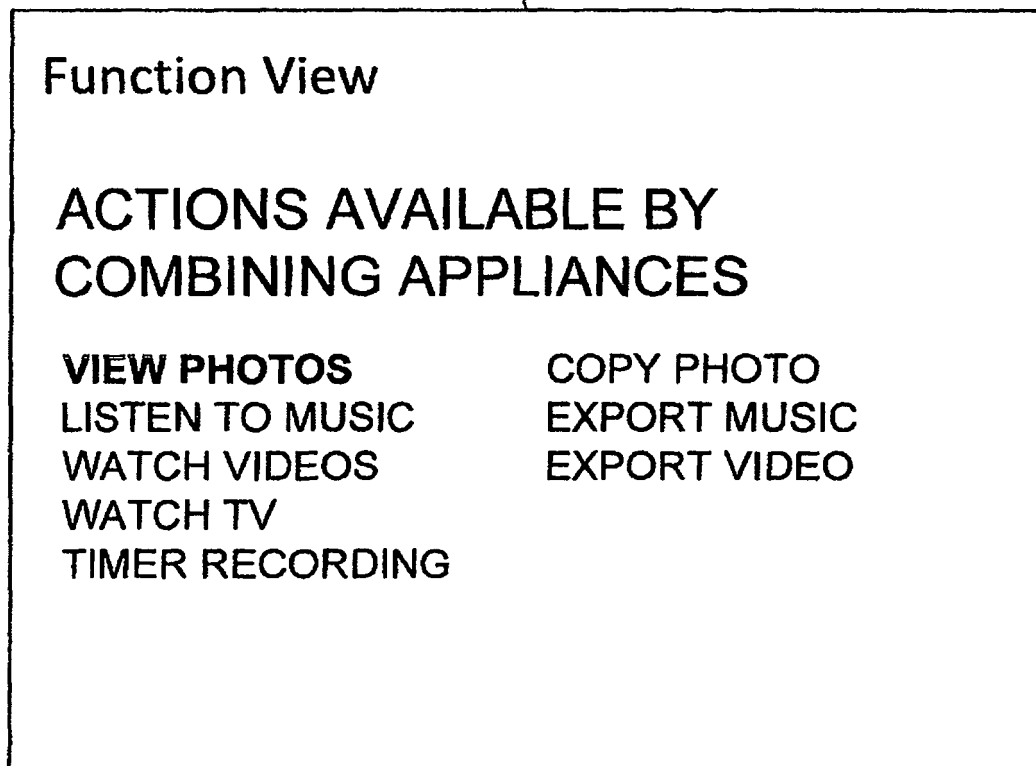 Function View
ACTIONS AVAILABLE BY
COMBINING APPLIANCES
VIEW PHOTOS
LISTEN TO MUSIC
WATCH VIDEOS
WATCH TV
TIMER RECORDING
COPY PHOTO
EXPORT MUSIC
EXPORT VIDEO